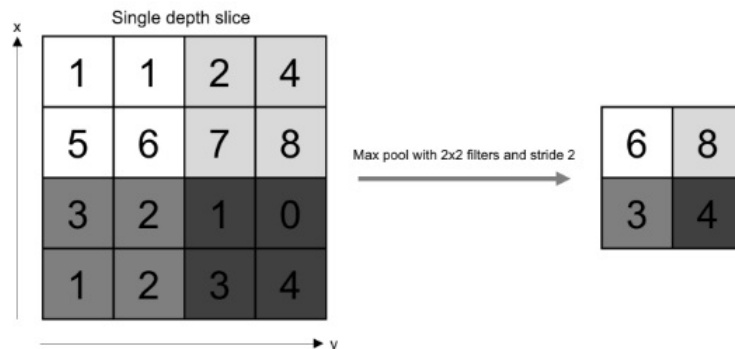 Single depth slice
x
1 1 2 4
5 6 7 8
3 2 1 0
1 2 3 4
y
Max pool with 2x2 filters and stride 2
6 8
3 4